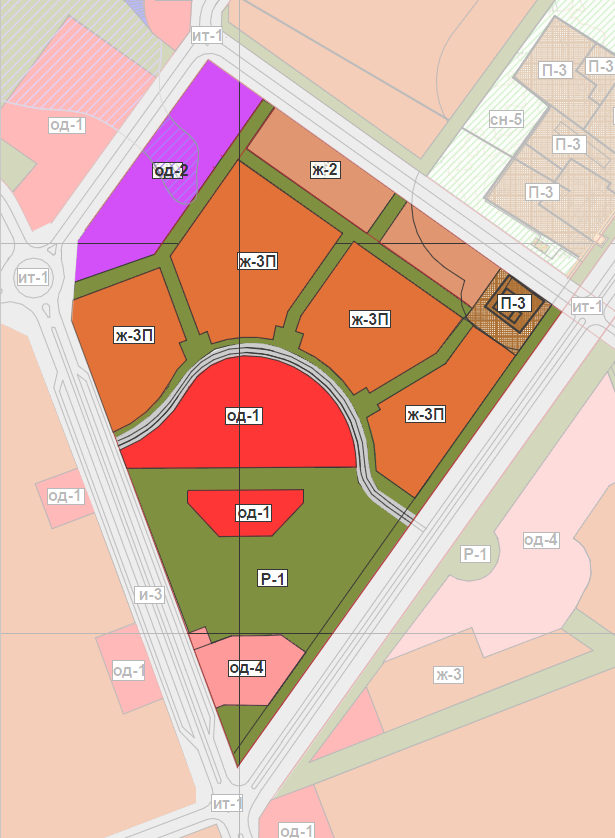 ит-1
П-3
П-3
од-1
сн-5
П-3
од-2
ж-2
П-3
ж-3П
ит-1
П-3
ит-1
ж-3П
ж-3П
од-1
ж-3П
од-1
од-1
од-4
Р-1
Р-1
и-3
од-4
од-1
ж-3
ит-1
од-1